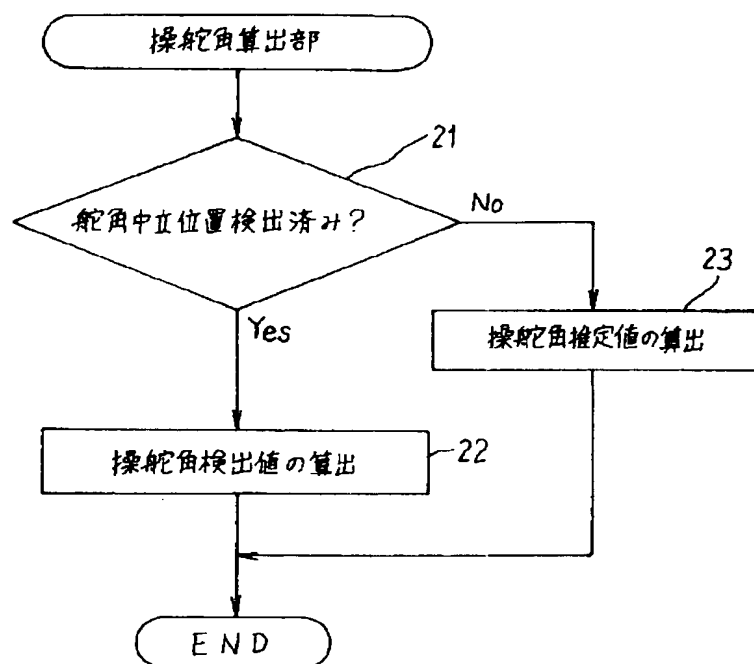 操舵角算出部
21
舵角中立位置検出済み?
No
23
Yes
操舵角推定値の算出
操舵角検出値の算出
22
END